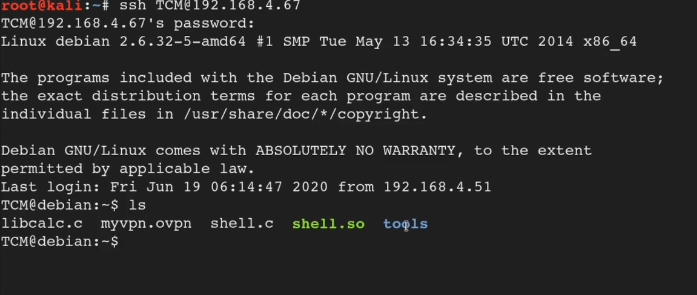 root@kali:~# ssh TCM@192.168.4.67
TCM@192.168.4.67's password:
Linux debian 2.6.32-5-amd64 #1 SMP Tue May 13 16:34:35 UTC 2014 x86_64
The programs included with the Debian GNU/Linux system are free software;
the exact distribution terms for each program are described in the
individual files in /usr/share/doc/*/copyright.
Debian GNU/Linux comes with ABSOLUTELY NO WARRANTY, to the extent
permitted by applicable law.
Last login: Fri Jun 19 06:14:47 2020 from 192.168.4.51
TCM@debian:~$ ls
libcalc.c myvpn.ovpn shell.c shell.so tools
TCM@debian:~$